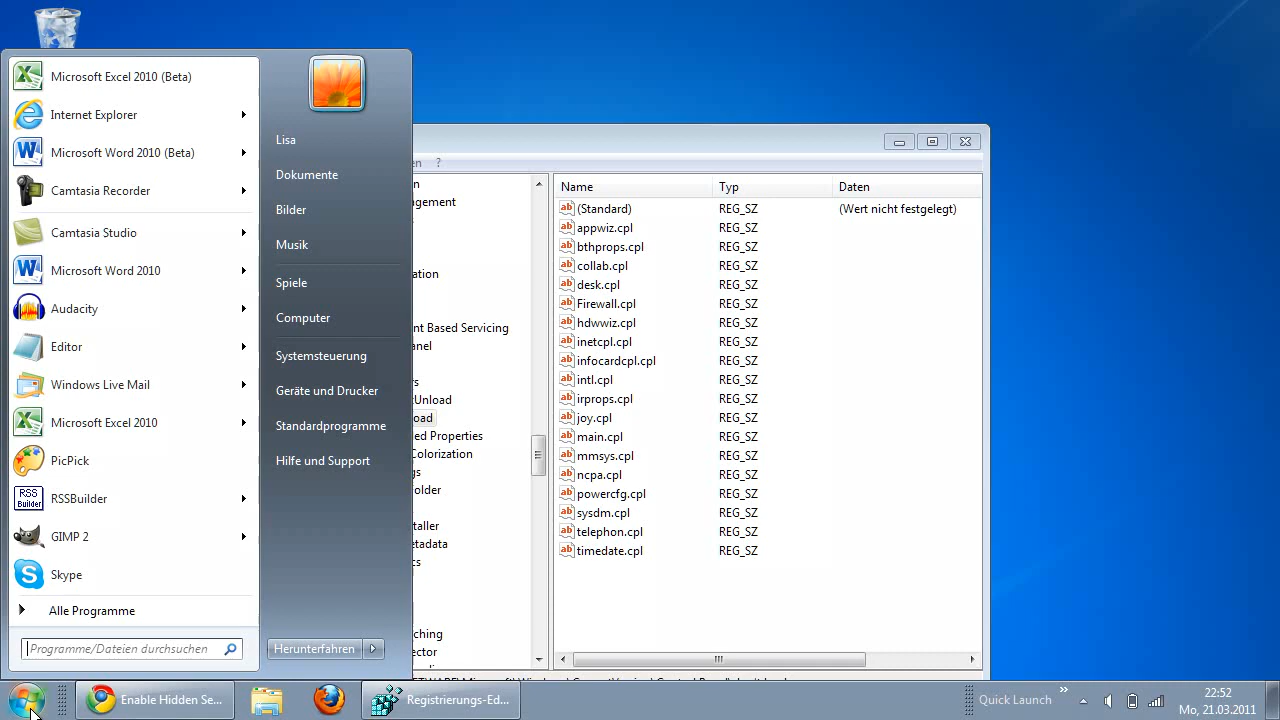 Microsoft Excel 2010 (Beta)
Internet Explorer
Microsoft Word 2010 (Beta)
Camtasia Recorder
Camtasia Studio
Microsoft Word 2010
Audacity
Editor
Windows Live Mail
Microsoft Excel 2010
PicPick
RSS Builder
RSSBuilder
GIMP 2
Skype
Alle Programme
Programme/Dateien durchsuchen
Lisa
Dokumente
Bilder
Musik
Spiele
Computer
Systemsteuerung
Geräte und Drucker
Standardprogramme
Hilfe und Support
Herunterfahren
en ?
n
gement
ation
ent Based Servicing
anel
rs
tUnload
oad
ed Properties
Colorization
gs
older
taller
etadata
cs
ching
ector
Name Typ Daten
(Standard) REG_SZ (Wert nicht festgelegt)
appwiz.cpl REG_SZ
bthprops.cpl REG_SZ
collab.cpl REG_SZ
desk.cpl REG_SZ
Firewall.cpl REG_SZ
hdwwiz.cpl REG_SZ
inetcpl.cpl REG_SZ
infocardcpl.cpl REG_SZ
intl.cpl REG_SZ
irprops.cpl REG_SZ
joy.cpl REG_SZ
main.cpl REG_SZ
mmsys.cpl REG_SZ
ncpa.cpl REG_SZ
powercfg.cpl REG_SZ
sysdm.cpl REG_SZ
telephon.cpl REG_SZ
timedate.cpl REG_SZ
Enable Hidden Se...
Registrierungs-Ed...
Quick Launch
22:52
Mo, 21.03.2011